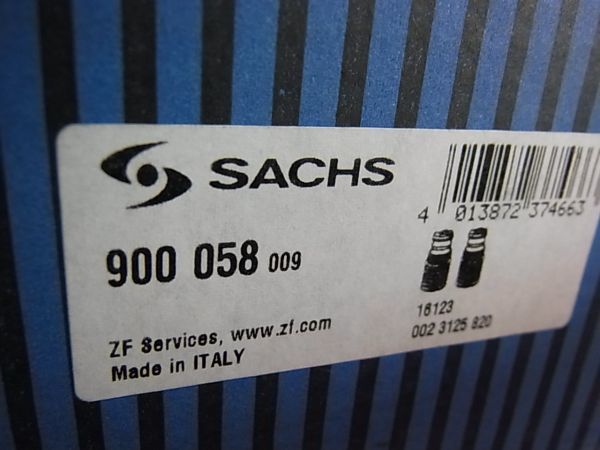 SACHS
4 013872 374663
900 058 009
16123
002 3125 820
ZF Services, www.zf.com
Made in ITALY